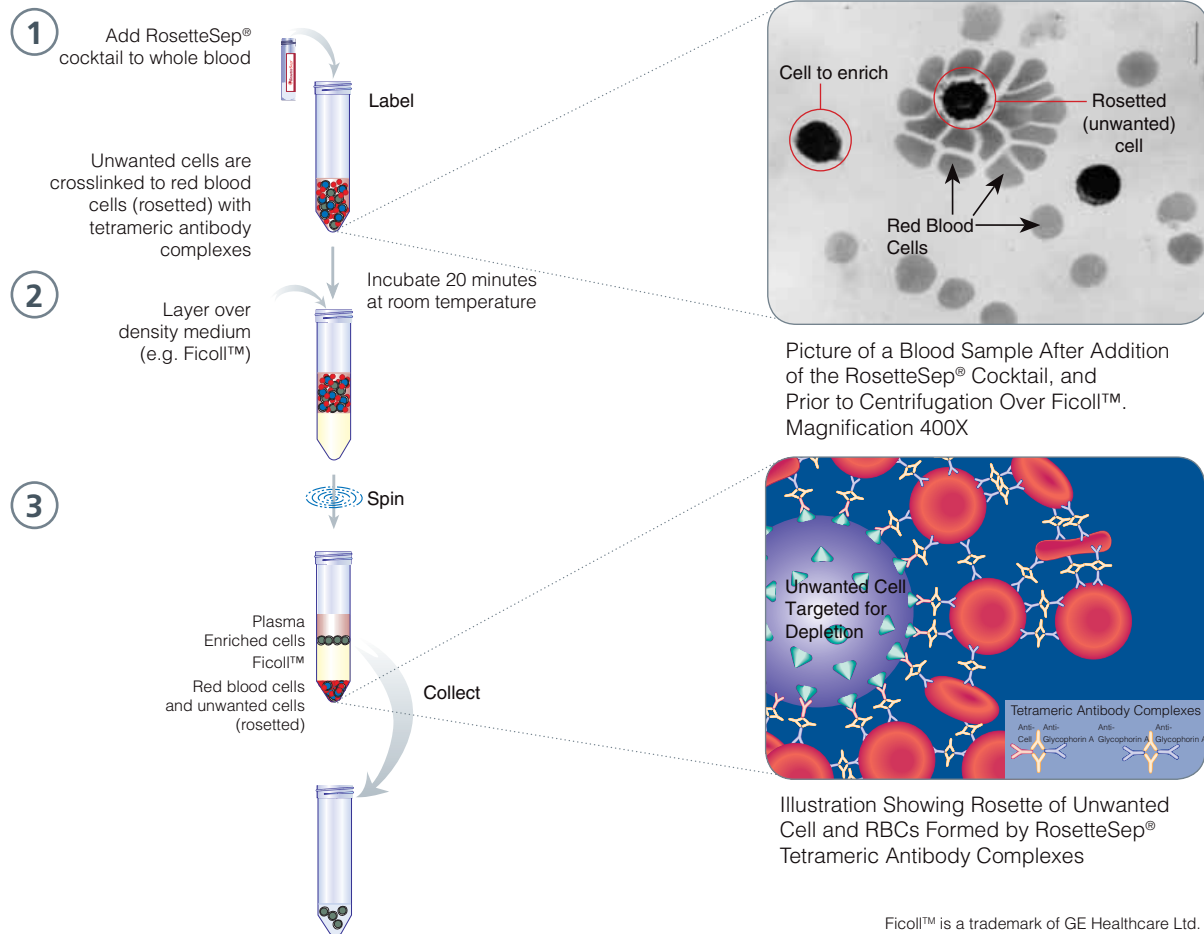 1
Add RosetteSep®
cocktail to whole blood
Label
Unwanted cells are
crosslinked to red blood
cells (rosetted) with
tetrameric antibody
complexes
2
Incubate 20 minutes
at room temperature
Layer over
density medium
(e.g. Ficoll™)
3
Spin
Plasma
Enriched cells
Ficoll™
Red blood cells
and unwanted cells
(rosetted)
Collect
Cell to enrich
Rosetted
(unwanted)
cell
Red Blood
Cells
Picture of a Blood Sample After Addition
of the RosetteSep® Cocktail, and
Prior to Centrifugation Over Ficoll™.
Magnification 400X
Unwanted Cell
Targeted for
Depletion
Tetrameric Antibody Complexes
Anti- Anti- Anti- Anti-
Cell Glycophorin A Glycophorin A Glycophorin A
Illustration Showing Rosette of Unwanted
Cell and RBCs Formed by RosetteSep®
Tetrameric Antibody Complexes
Ficoll™ is a trademark of GE Healthcare Ltd.